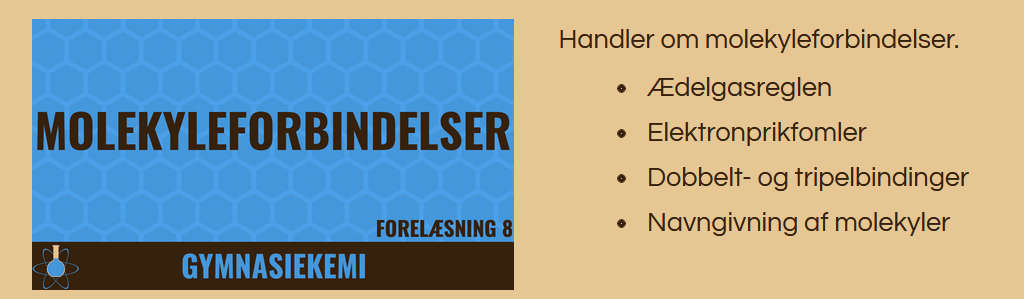 MOLEKYLEFORBINDELSER
FORELÆSNING 8
GYMNASIEKEMI
Handler om molekyleforbindelser.
Ædelgasreglen
Elektronprikfomler
Dobbelt- og tripelbindinger
Navngivning af molekyler